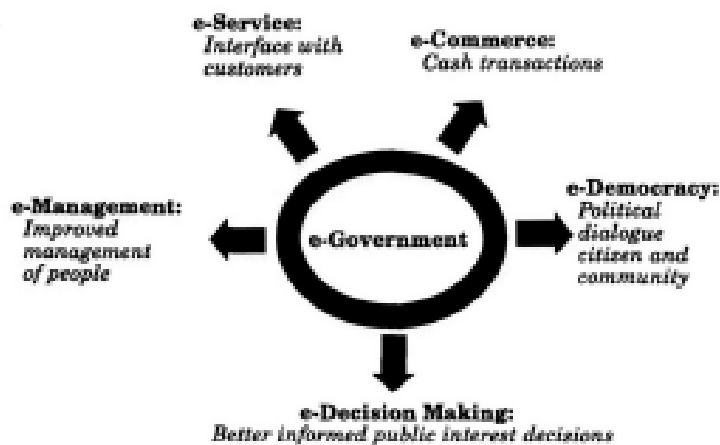 e-Service:
Interface with
customers
e-Commerce:
Cash transactions
e-Management:
Improved
management
of people
e-Government
e-Democracy:
Political
dialogue
citizen and
community
e-Decision Making:
Better informed public interest decisions